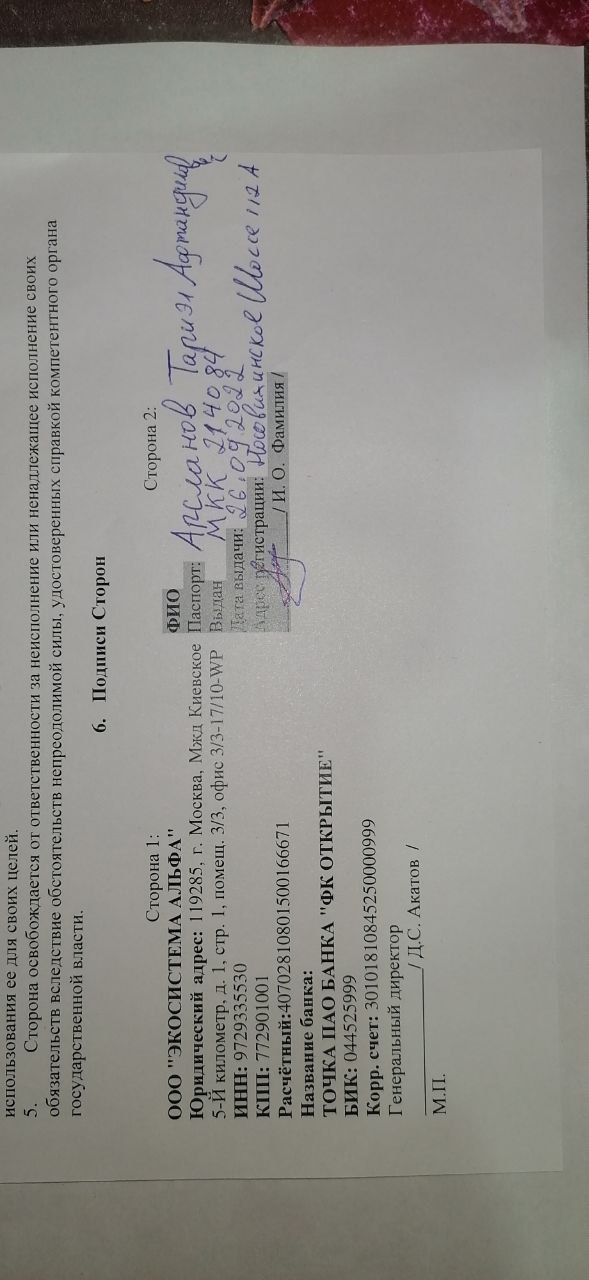 использования ее для своих целей.
5. Сторона освобождается от ответственности за неисполнение или ненадлежащее исполнение своих
обязательств вследствие обстоятельств непреодолимой силы, удостоверенных справкой компетентного органа
государственной власти.
6. Подписи Сторон
Сторона 1:
ООО "ЭКОСИСТЕМА АЛЬФА"
Юридический адрес: 119285, г. Москва, Мжд Киевское
5-Й километр, д. 1, стр. 1, помещ. 3/3, офис 3/3-17/10-WP
ИНН: 9729335530
КПП: 772901001
Расчётный:40702810801500166671
Название банка:
ТОЧКА ПАО БАНКА "ФК ОТКРЫТИЕ"
БИК: 044525999
Корр. счет: 30101810845250000999
Генеральный директор
/ Д.С. Акатов /
М.П.
Сторона 2:
ФИО Арсланов Тариэл
Паспорт: МКК 214084
Выдан
Дата выдачи: 26.09.2022
Адрес регистрации: Носовихинское Шоссе 112 А
/ И. О. Фамилия /